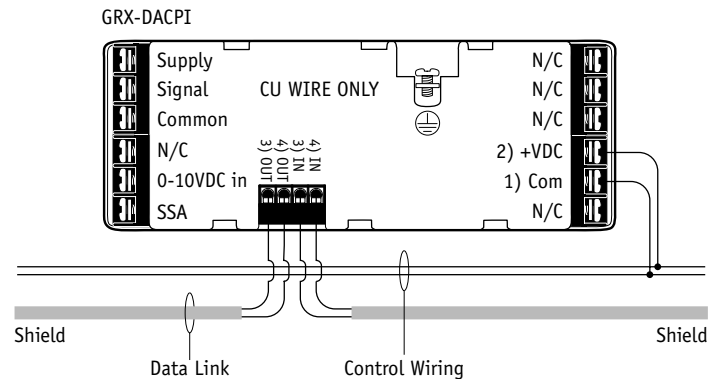 GRX-DACPI
Supply
Signal
Common
N/C
0-10VDC in
SSA
CU WIRE ONLY
3) OUT
4) OUT
3) IN
4) IN
N/C
N/C
N/C
2) +VDC
1) Com
N/C
Shield
Shield
Data Link
Control Wiring